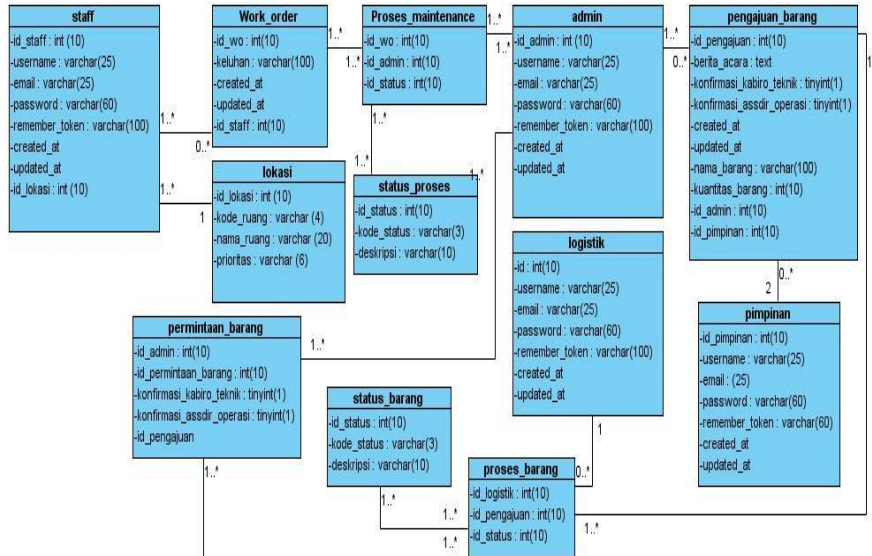 staff
-id_staff : int (10)
-username : varchar(25)
-email : varchar(25)
-password : varchar(60)
-remember_token : varchar(100)
-created_at
-updated_at
-id_lokasi : int (10)
1..*
0..*
1..*
1
Work_order
-id_wo : int(10)
-keluhan : varchar(100)
-created_at
-updated_at
-id_staff : int(10)
1..*
1..*
lokasi
-id_lokasi : int (10)
-kode_ruang : varchar (4)
-nama_ruang : varchar (20)
-prioritas : varchar (6)
Proses_maintenance
-id_wo : int(10)
-id_admin : int(10)
-id_status : int(10)
1..*
1..*
1..*
1..*
status_proses
-id_status : int(10)
-kode_status : varchar(3)
-deskripsi : varchar(10)
admin
-id_admin : int (10)
-username : varchar(25)
-email : varchar(25)
-password : varchar(60)
-remember_token : varchar(100)
-created_at
-updated_at
1..*
0..*
1..*
pengajuan_barang
-id_pengajuan : int(10)
-berita_acara : text
-konfirmasi_kabiro_teknik : tinyint(1)
-konfirmasi_assdir_operasi : tinyint(1)
-created_at
-updated_at
-nama_barang : varchar(100)
-kuantitas_barang : int(10)
-id_admin : int(10)
-id_pimpinan : int(10)
1
0..*
2
logistik
-id : int(10)
-username : varchar(25)
-email : varchar(25)
-password : varchar(60)
-remember_token : varchar(100)
-created_at
-updated_at
1
0..*
pimpinan
-id_pimpinan : int(10)
-username : varchar(25)
-email : (25)
-password : varchar(60)
-remember_token : varchar(60)
-created_at
-updated_at
permintaan_barang
-id_admin : int(10)
-id_permintaan_barang : int(10)
-konfirmasi_kabiro_teknik : tinyint(1)
-konfirmasi_assdir_operasi : tinyint(1)
-id_pengajuan
1..*
1..*
status_barang
-id_status : int(10)
-kode_status : varchar(3)
-deskripsi : varchar(10)
1..*
1..*
1..*
proses_barang
-id_logistik : int(10)
-id_pengajuan : int(10)
-id_status : int(10)
1..*